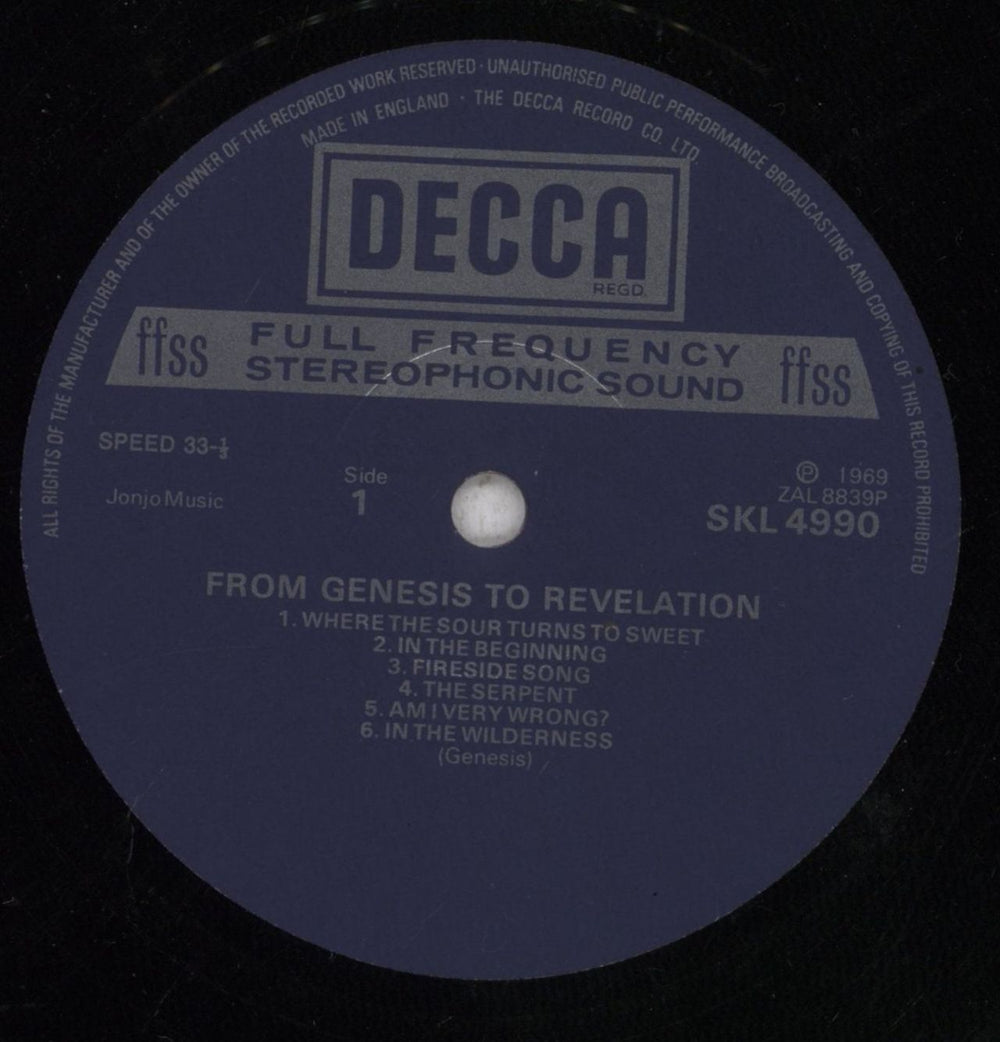 ALL RIGHTS OF THE MANUFACTURER AND OF THE OWNER OF THE RECORDED WORK RESERVED · UNAUTHORISED PUBLIC PERFORMANCE BROADCASTING AND COPYING OF THIS RECORD PROHIBITED
MADE IN ENGLAND · THE DECCA RECORD CO. LTD.
DECCA
REGD.
ffss FULL FREQUENCY STEREOPHONIC SOUND ffss
SPEED 33-⅓
Jonjo Music
Side
1
℗ 1969
ZAL 8839P
SKL 4990
FROM GENESIS TO REVELATION
1. WHERE THE SOUR TURNS TO SWEET
2. IN THE BEGINNING
3. FIRESIDE SONG
4. THE SERPENT
5. AM I VERY WRONG?
6. IN THE WILDERNESS
(Genesis)